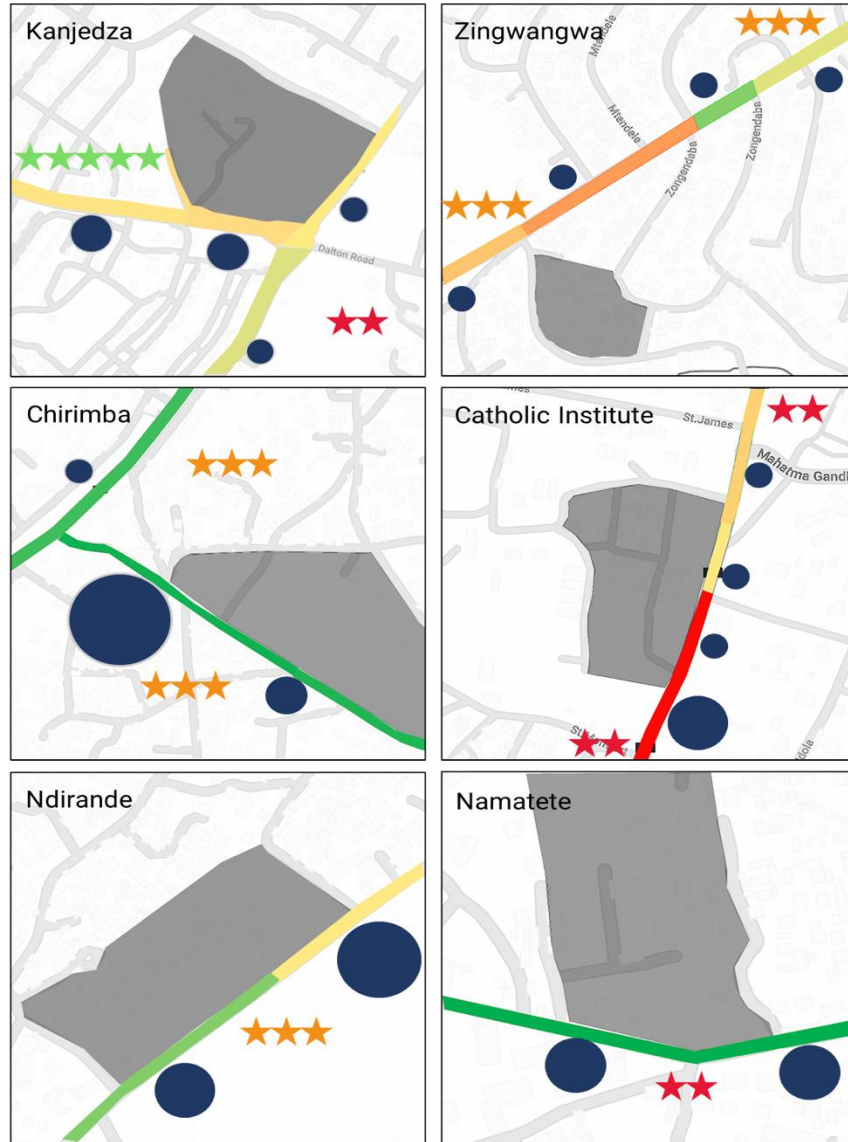 Kanjedza
Dalton Road
Zingwangwa
Mtendele
Mtendele
Zongendaba
Zongendaba
Chirimba
Catholic Institute
St.James
Mahatma Gandh
Ndirande
Namatete